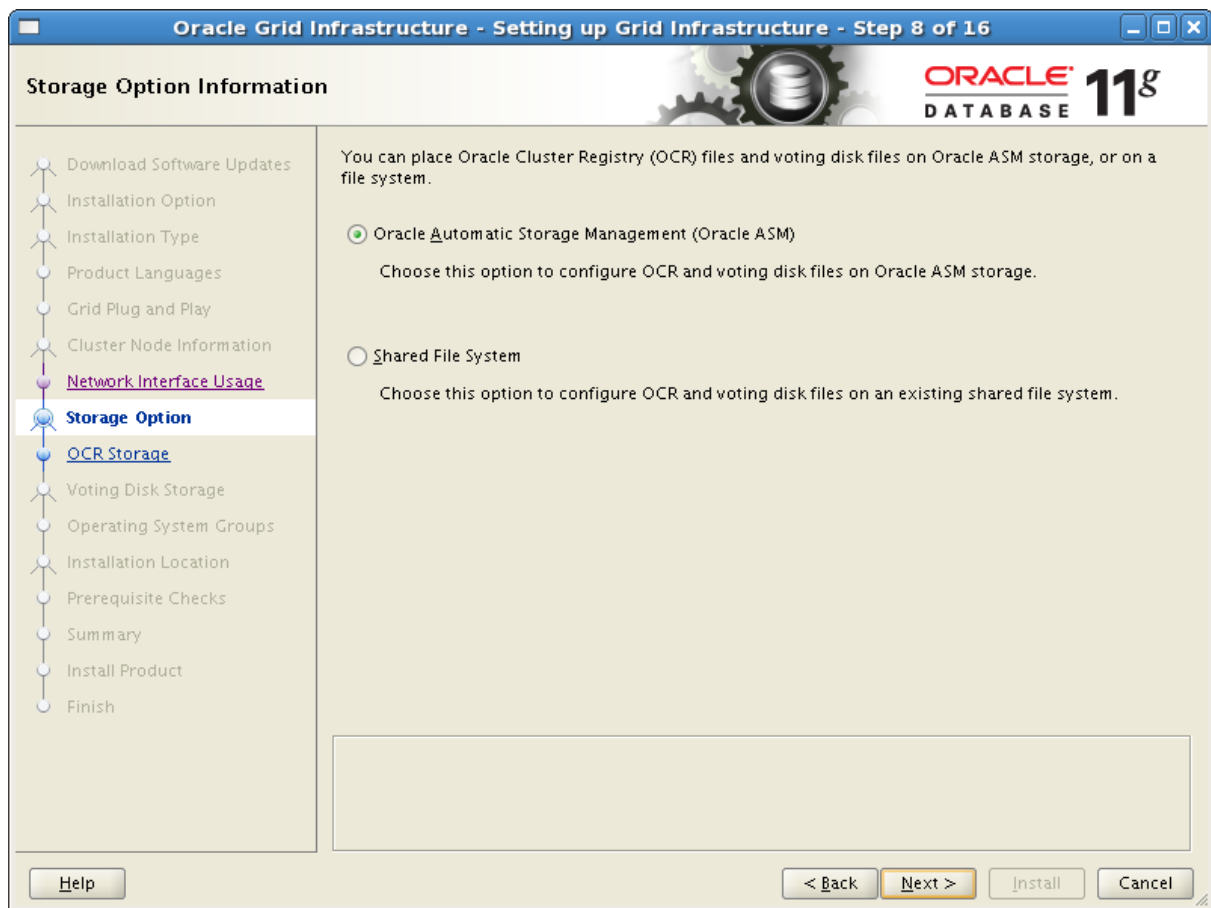 Oracle Grid Infrastructure - Setting up Grid Infrastructure - Step 8 of 16
Storage Option Information
ORACLE
DATABASE
11g
Download Software Updates
Installation Option
Installation Type
Product Languages
Grid Plug and Play
Cluster Node Information
Network Interface Usage
Storage Option
OCR Storage
Voting Disk Storage
Operating System Groups
Installation Location
Prerequisite Checks
Summary
Install Product
Finish
You can place Oracle Cluster Registry (OCR) files and voting disk files on Oracle ASM storage, or on a
file system.
Oracle Automatic Storage Management (Oracle ASM)
Choose this option to configure OCR and voting disk files on Oracle ASM storage.
Shared File System
Choose this option to configure OCR and voting disk files on an existing shared file system.
Help
< Back
Next >
Install
Cancel